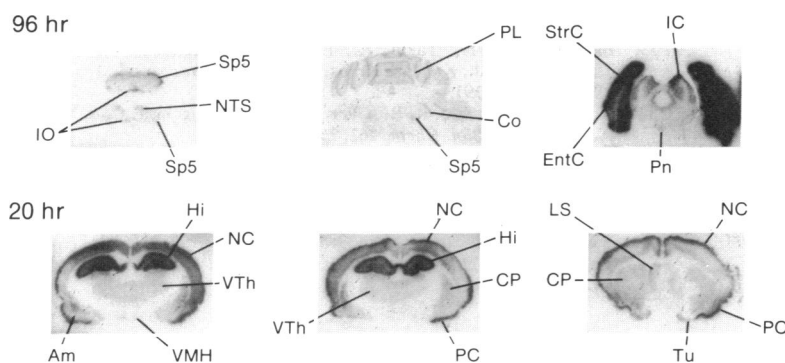 96 hr
Sp5
NTS
IO
Sp5
PL
Co
Sp5
StrC
IC
EntC
Pn
20 hr
Hi
NC
VTh
Am
VMH
NC
Hi
CP
VTh
PC
LS
NC
CP
PC
Tu